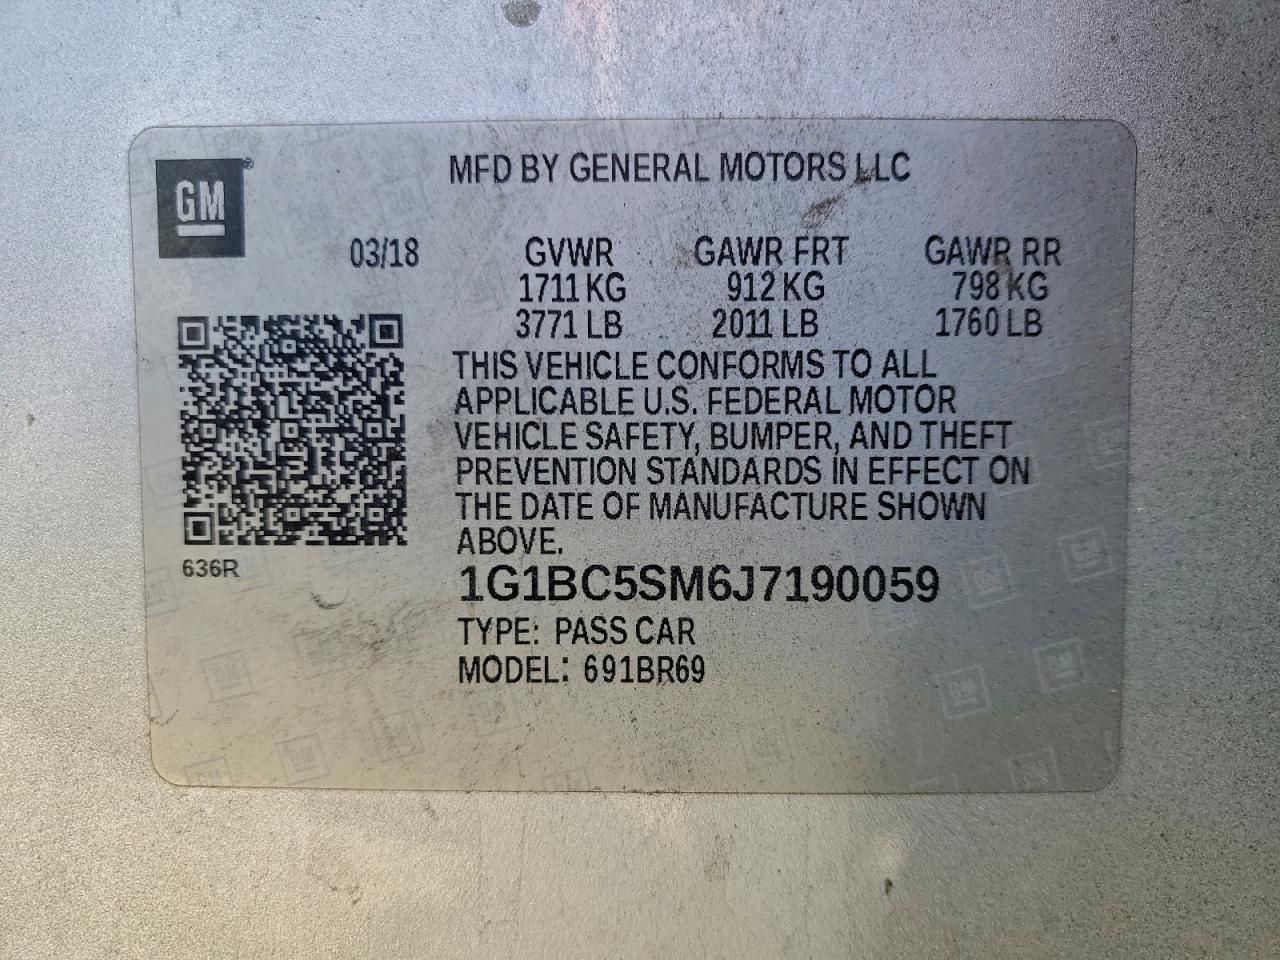 GM
MFD BY GENERAL MOTORS LLC
03/18
GVWR GAWR FRT GAWR RR
1711 KG 912 KG 798 KG
3771 LB 2011 LB 1760 LB
THIS VEHICLE CONFORMS TO ALL
APPLICABLE U.S. FEDERAL MOTOR
VEHICLE SAFETY, BUMPER, AND THEFT
PREVENTION STANDARDS IN EFFECT ON
THE DATE OF MANUFACTURE SHOWN
ABOVE.
636R
1G1BC5SM6J7190059
TYPE: PASS CAR
MODEL: 691BR69